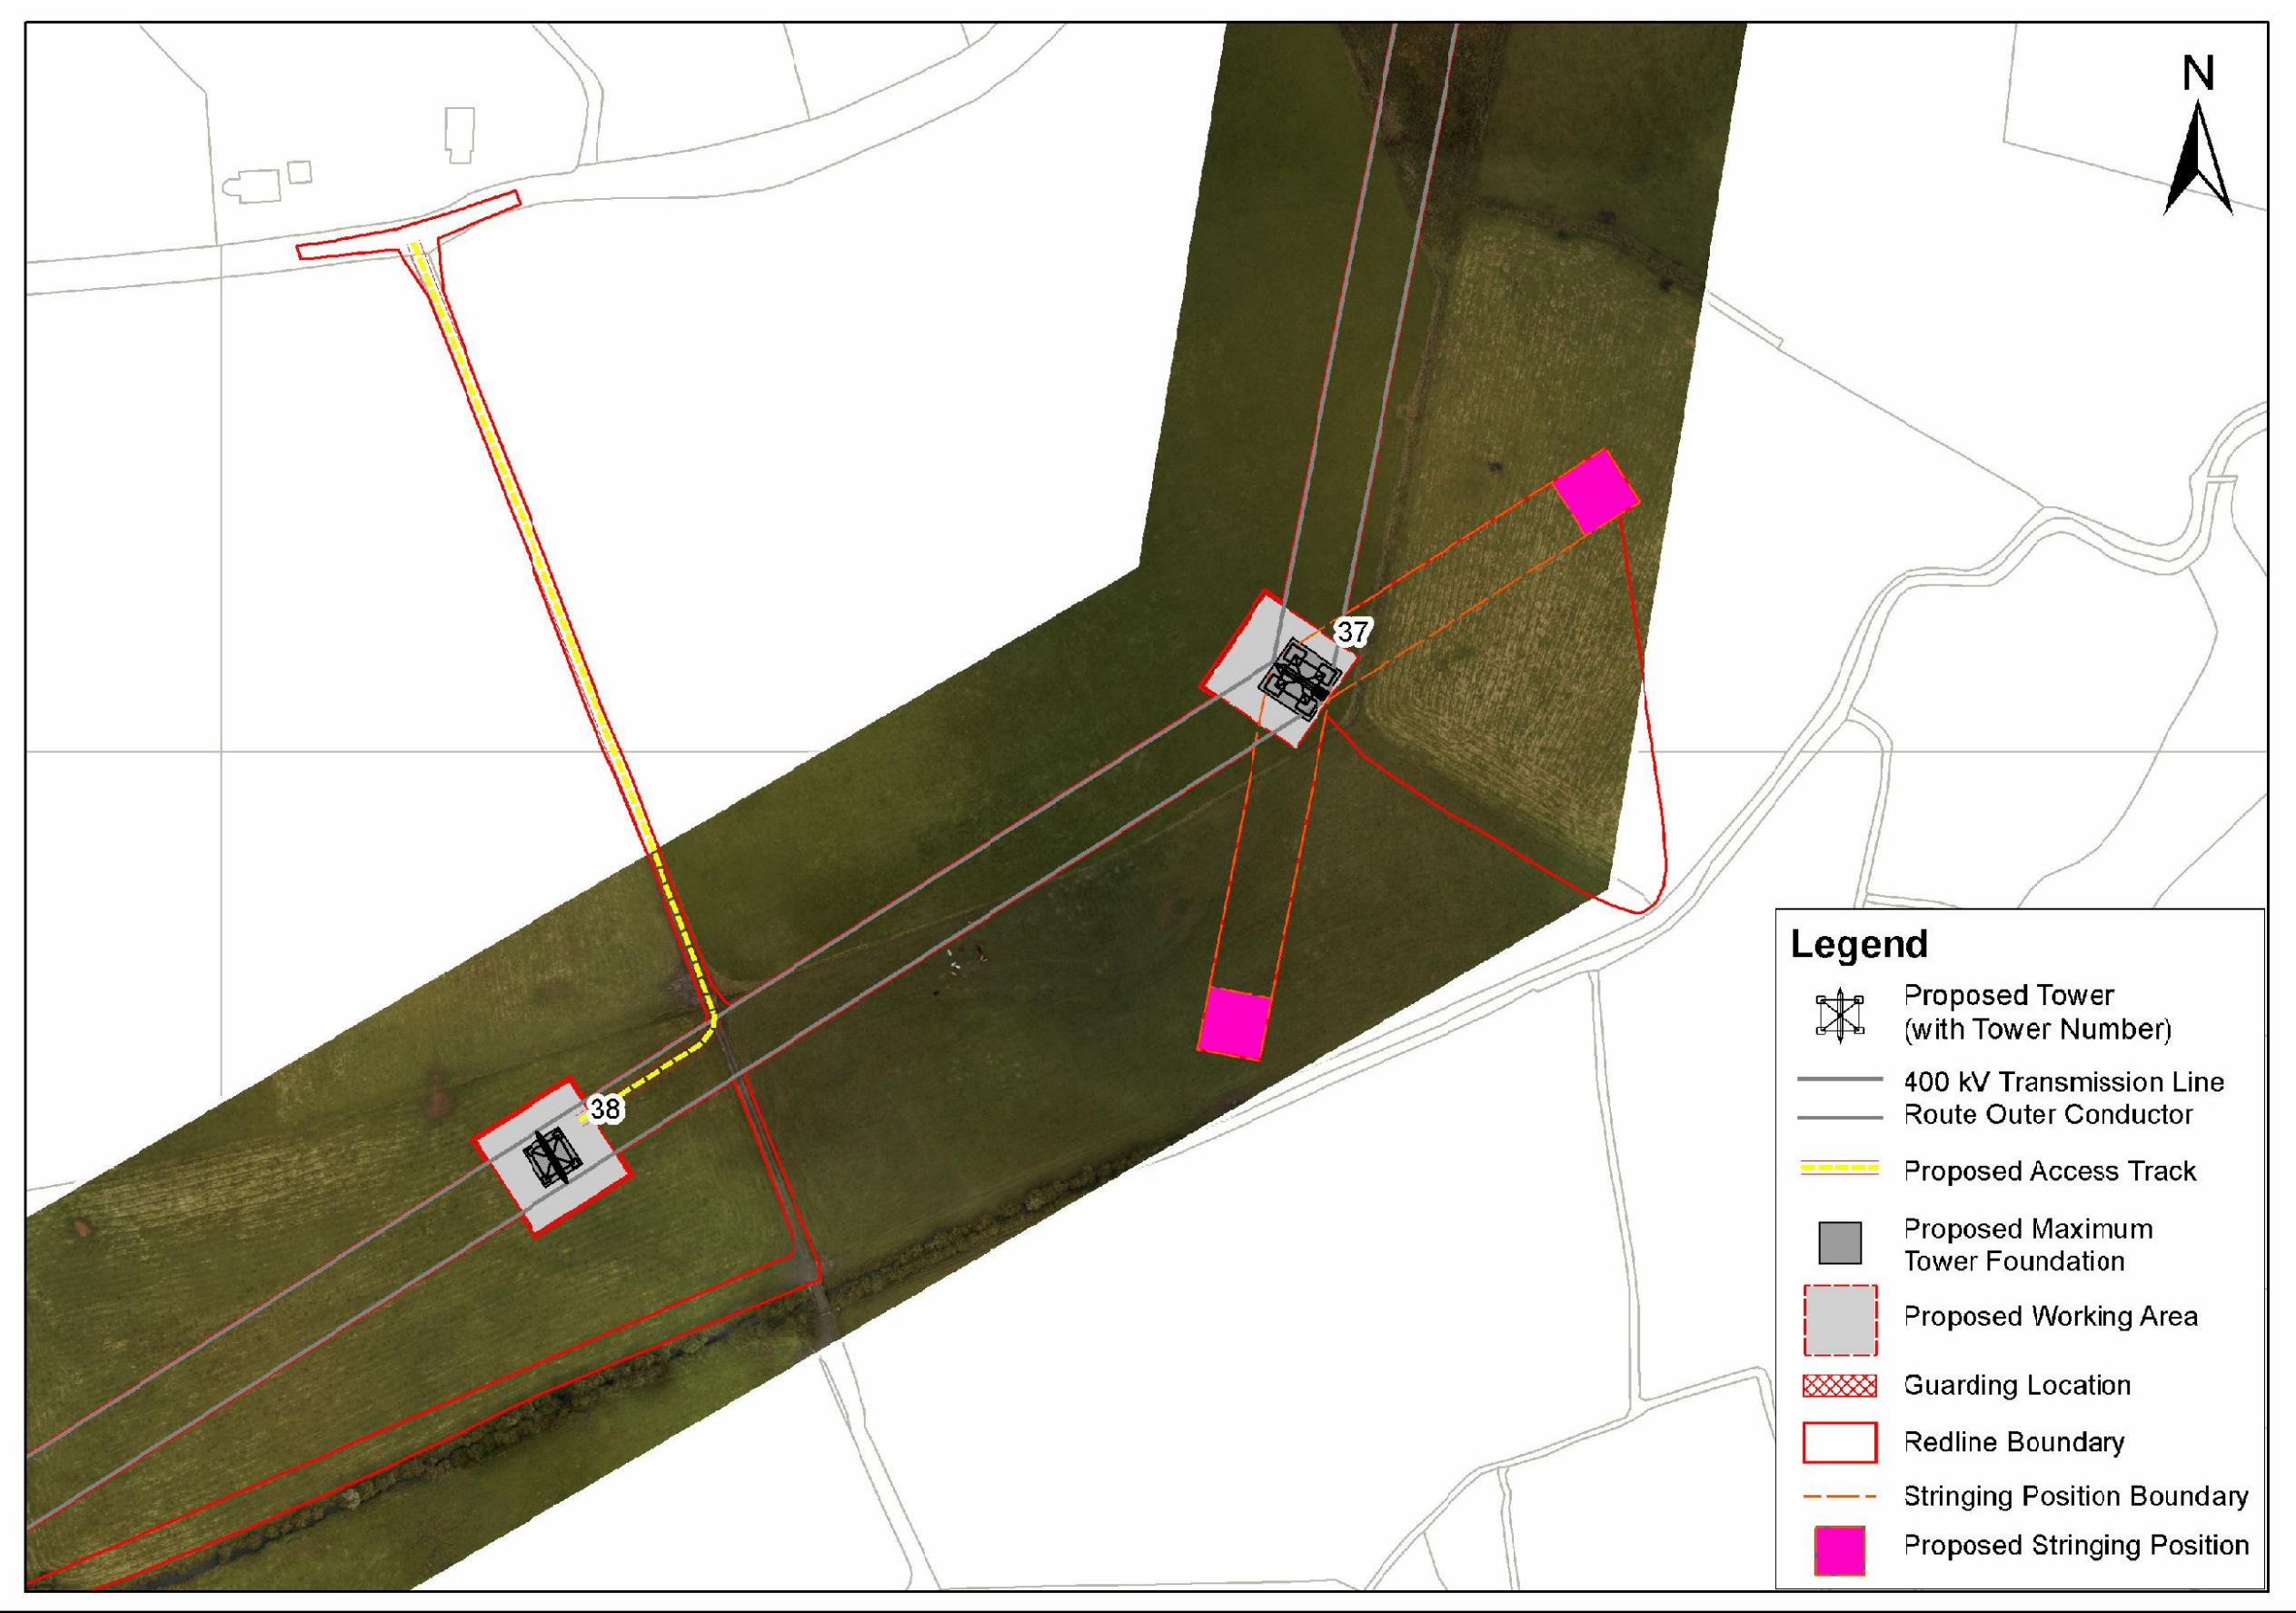 N
37
38
Legend
Proposed Tower
(with Tower Number)
400 kV Transmission Line
Route Outer Conductor
Proposed Access Track
Proposed Maximum
Tower Foundation
Proposed Working Area
Guarding Location
Redline Boundary
Stringing Position Boundary
Proposed Stringing Position